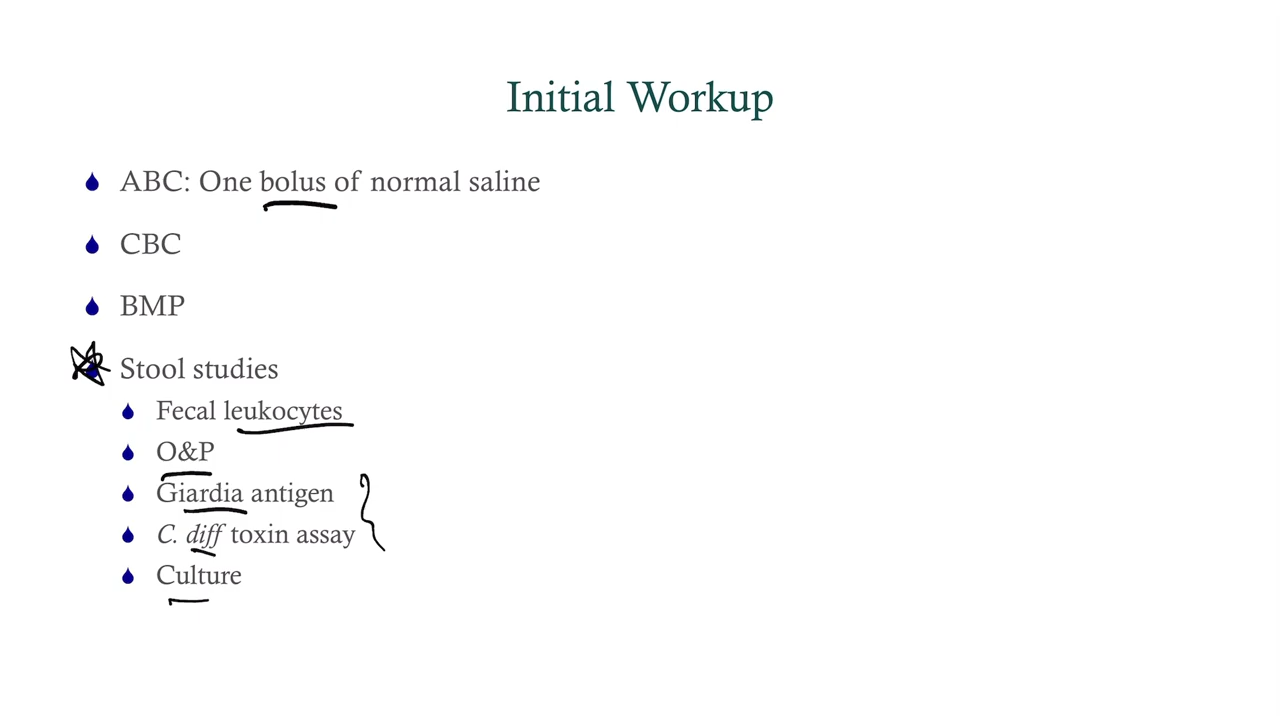 Initial Workup
ABC: One bolus of normal saline
CBC
BMP
Stool studies
Fecal leukocytes
O&P
Giardia antigen
C. diff toxin assay
Culture